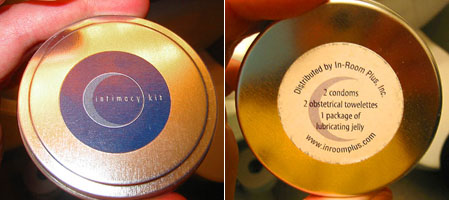 intimacy kit
Distributed by In-Room Plus, Inc.
2 condoms
2 obstetrical towelettes
1 package of
lubricating jelly
www.inroomplus.com